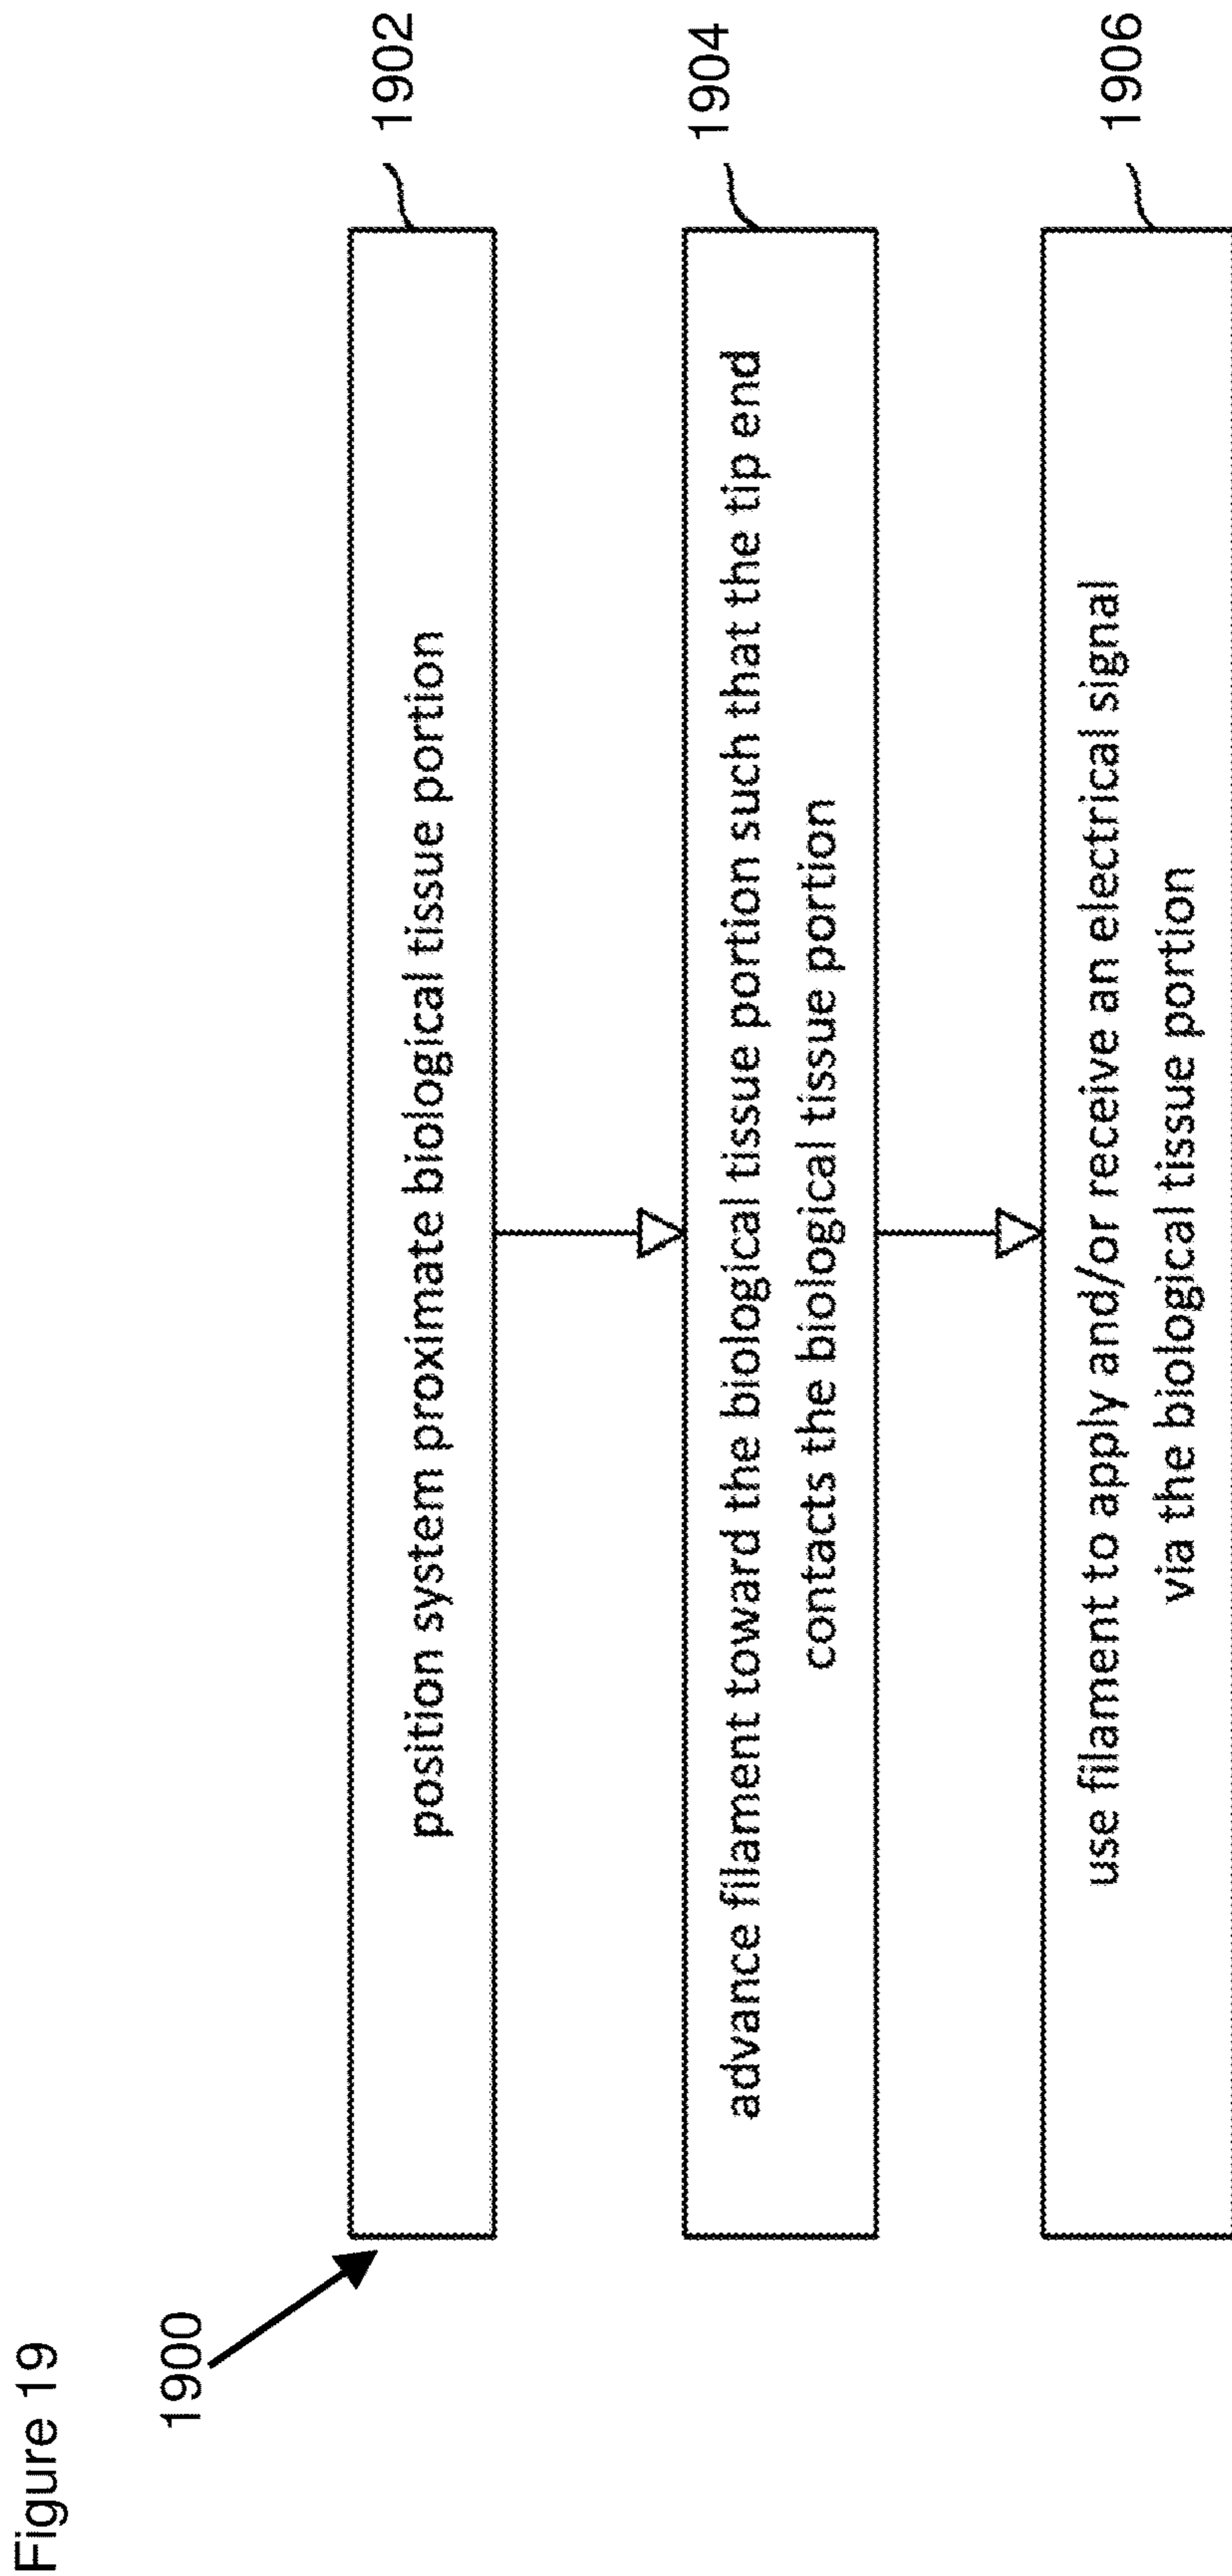 Figure 19
1900
position system proximate biological tissue portion
1902
advance filament toward the biological tissue portion such that the tip end
contacts the biological tissue portion
1904
use filament to apply and/or receive an electrical signal
via the biological tissue portion
1906